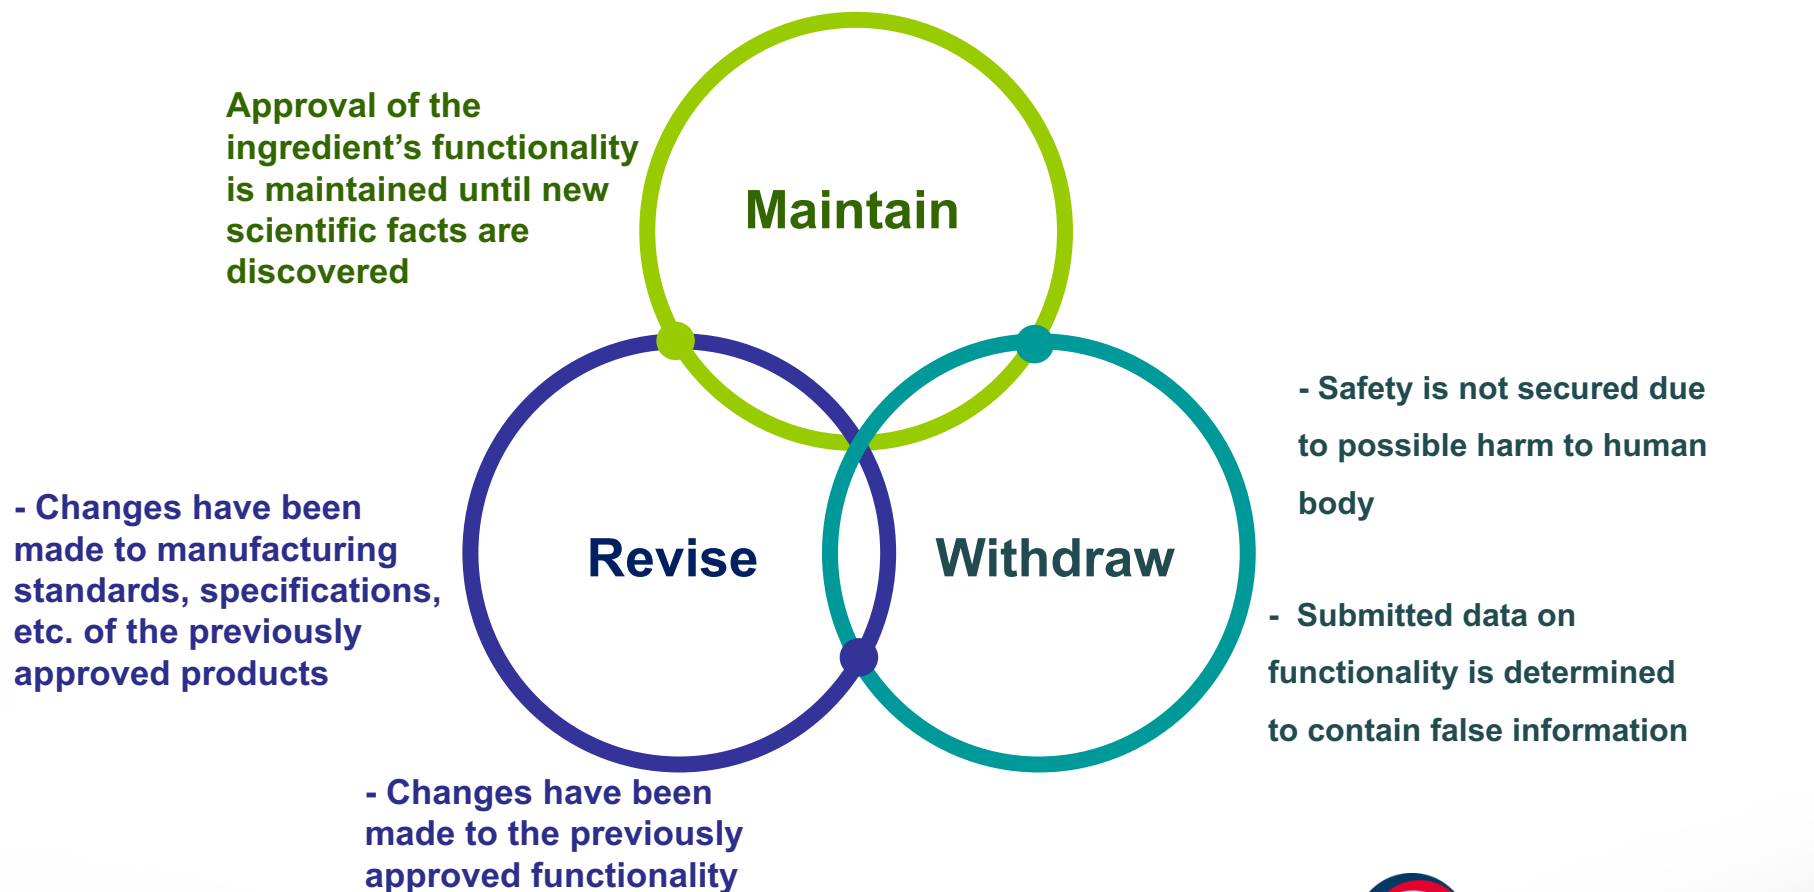 Approval of the
ingredient’s functionality
is maintained until new
scientific facts are
discovered
Maintain
- Safety is not secured due
to possible harm to human
body
- Changes have been
made to manufacturing
standards, specifications,
etc. of the previously
approved products
Revise
Withdraw
- Submitted data on
functionality is determined
to contain false information
- Changes have been
made to the previously
approved functionality